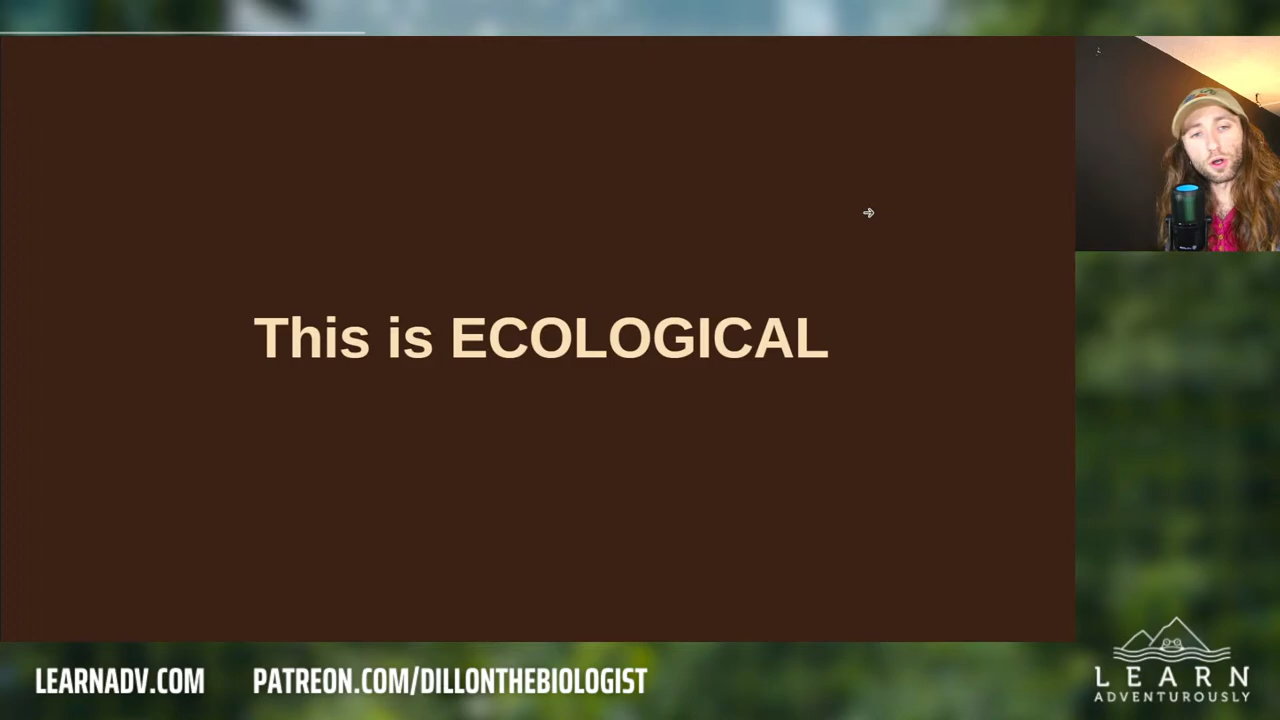 This is ECOLOGICAL
LEARNADV.COM PATREON.COM/DILLONTHEBIOLOGIST
LEARN
ADVENTUROUSLY